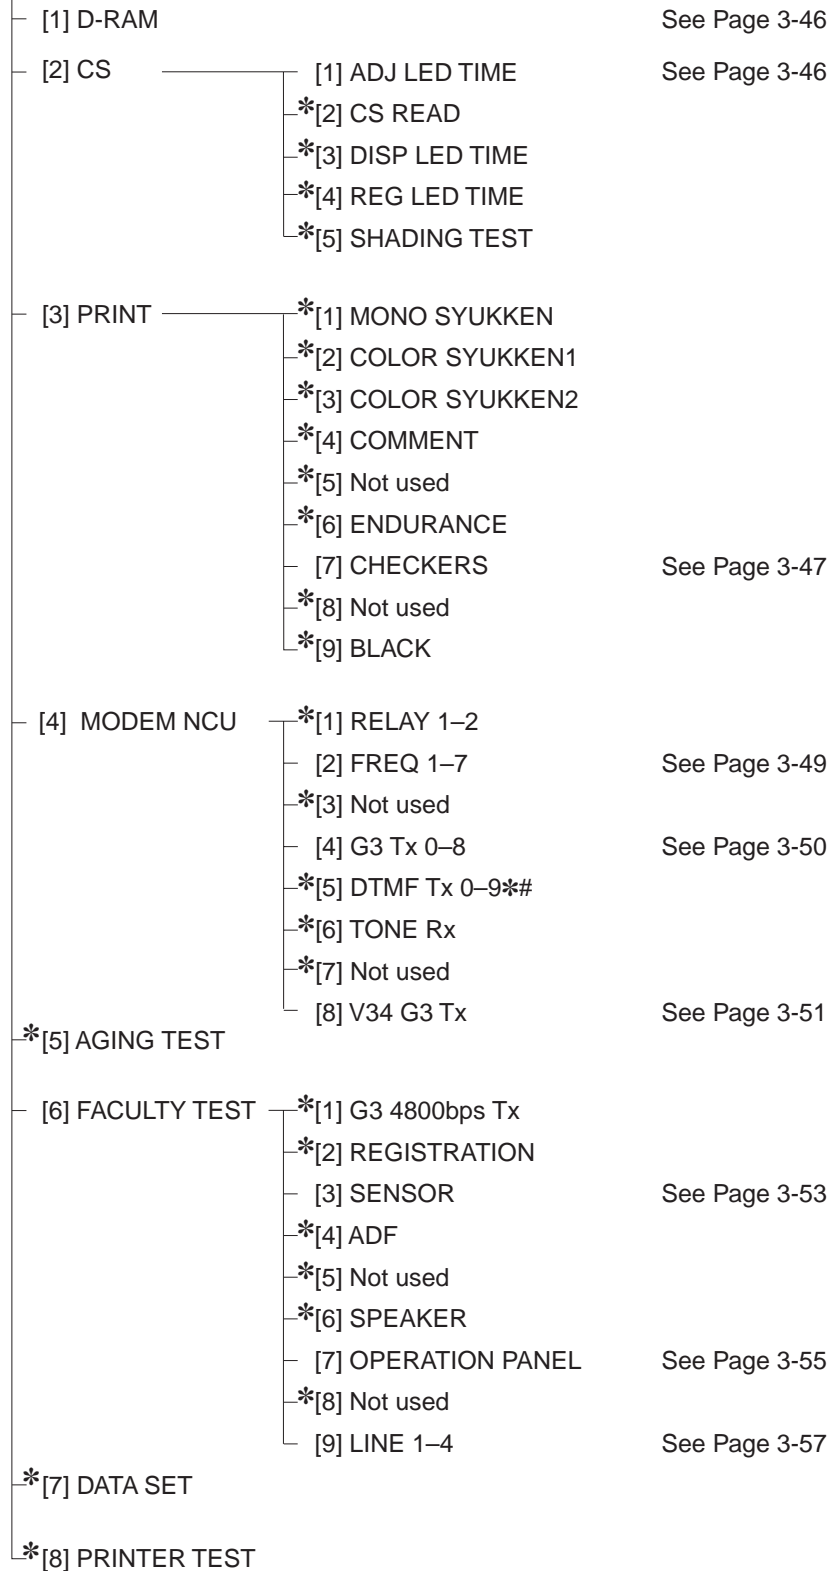 [1] D-RAM See Page 3-46
[2] CS [1] ADJ LED TIME See Page 3-46
✻[2] CS READ
✻[3] DISP LED TIME
✻[4] REG LED TIME
✻[5] SHADING TEST
[3] PRINT ✻[1] MONO SYUKKEN
✻[2] COLOR SYUKKEN1
✻[3] COLOR SYUKKEN2
✻[4] COMMENT
✻[5] Not used
✻[6] ENDURANCE
[7] CHECKERS See Page 3-47
✻[8] Not used
✻[9] BLACK
[4] MODEM NCU ✻[1] RELAY 1–2
[2] FREQ 1–7 See Page 3-49
✻[3] Not used
[4] G3 Tx 0–8 See Page 3-50
✻[5] DTMF Tx 0–9✻#
✻[6] TONE Rx
✻[7] Not used
[8] V34 G3 Tx See Page 3-51
✻[5] AGING TEST
[6] FACULTY TEST ✻[1] G3 4800bps Tx
✻[2] REGISTRATION
[3] SENSOR See Page 3-53
✻[4] ADF
✻[5] Not used
✻[6] SPEAKER
[7] OPERATION PANEL See Page 3-55
✻[8] Not used
[9] LINE 1–4 See Page 3-57
✻[7] DATA SET
✻[8] PRINTER TEST